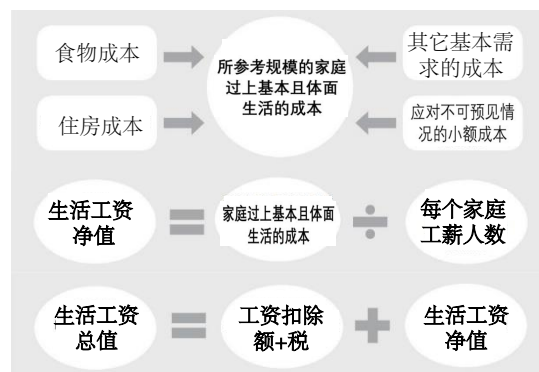 食物成本
所参考规模的家庭
过上基本且体面
生活的成本
其它基本需
求的成本
住房成本
应对不可预见情
况的小额成本
生活工资
净值
=
家庭过上基本且体面
生活的成本
÷
每个家庭
工薪人数
生活工资
总值
=
工资扣除
额+税
+
生活工资
净值